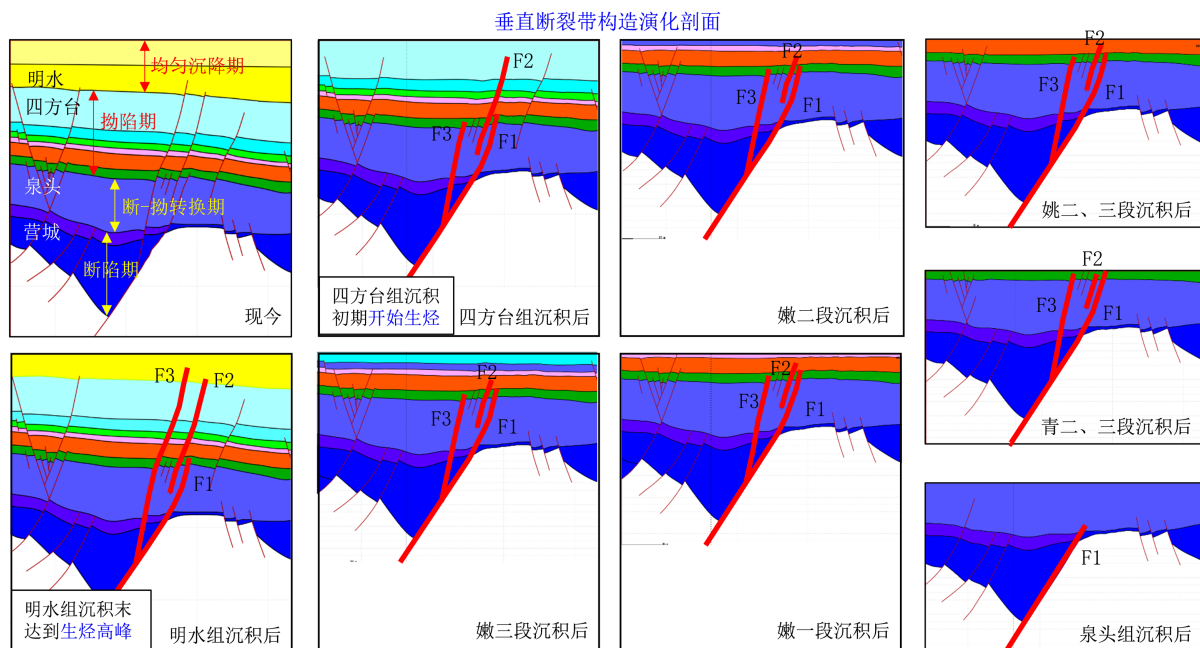 垂直断裂带构造演化剖面
均匀沉降期
明水
四方台
拗陷期
泉头
断-拗转换期
营城
断陷期
现今
F2
F3
F1
四方台组沉积
初期开始生烃
四方台组沉积后
F2
F3
F1
嫩二段沉积后
F2
F3
F1
姚二、三段沉积后
F2
F3
F1
青二、三段沉积后
F3
F2
F1
明水组沉积末
达到生烃高峰
明水组沉积后
F2
F3
F1
嫩三段沉积后
F2
F3
F1
嫩一段沉积后
F1
泉头组沉积后